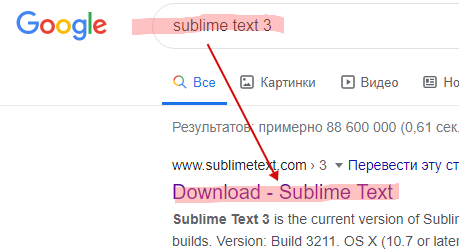 Google
sublime text 3
Все
Картинки
Видео
Но
Результатов: примерно 88 600 000 (0,61 сек.
www.sublimetext.com › 3 Перевести эту ст
Download - Sublime Text
Sublime Text 3 is the current version of Subli
builds. Version: Build 3211. OS X (10.7 or later